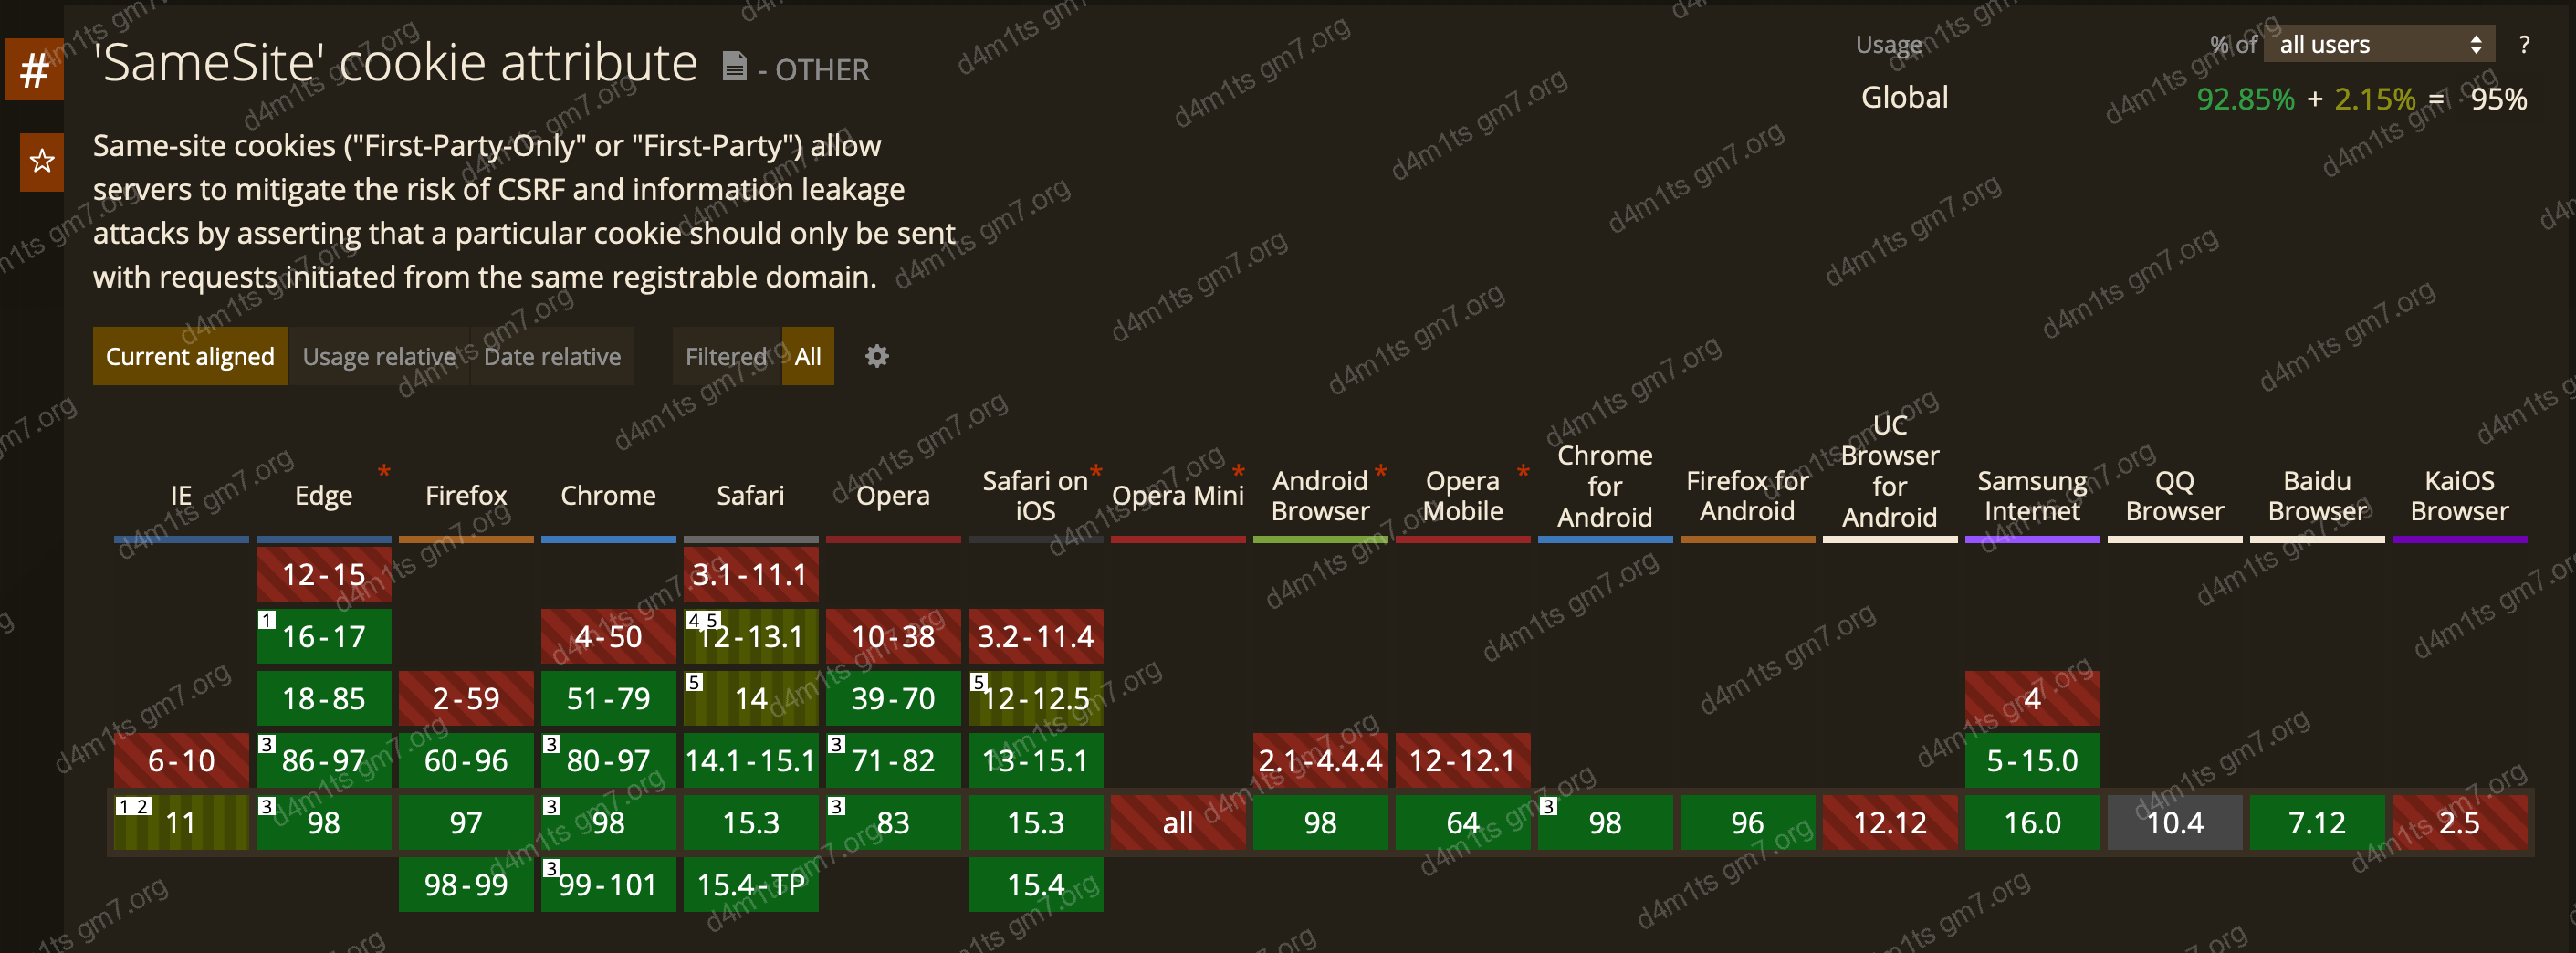 #
'SameSite' cookie attribute - OTHER
Usage % of all users ?
Global 92.85% + 2.15% = 95%
Same-site cookies ("First-Party-Only" or "First-Party") allow
servers to mitigate the risk of CSRF and information leakage
attacks by asserting that a particular cookie should only be sent
with requests initiated from the same registrable domain.
Current aligned Usage relative Date relative Filtered All
IE
Edge *
Firefox
Chrome
Safari
Opera
Safari on *
iOS
Opera Mini *
Android *
Browser
Opera *
Mobile
Chrome
for
Android
Firefox for
Android
UC
Browser
for
Android
Samsung
Internet
QQ
Browser
Baidu
Browser
KaiOS
Browser
12-15 3.1-11.1
1 16-17 4-50 4 5 12-13.1 10-38 3.2-11.4
18-85 2-59 51-79 5 14 39-70 5 12-12.5 4
6-10 3 86-97 60-96 3 80-97 14.1-15.1 3 71-82 13-15.1 2.1-4.4.4 12-12.1 5-15.0
1 2 11 3 98 97 3 98 15.3 3 83 15.3 all 98 64 3 98 96 12.12 16.0 10.4 7.12 2.5
98-99 3 99-101 15.4-TP 15.4
d4m1ts gm7.org